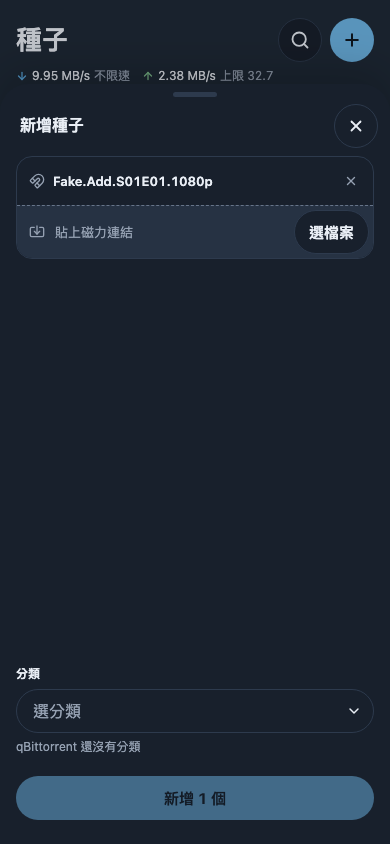 種子
9.95 MB/s 不限速 2.38 MB/s 上限 32.7
新增種子
Fake.Add.S01E01.1080p
貼上磁力連結 選檔案
分類
選分類
qBittorrent 還沒有分類
新增 1 個